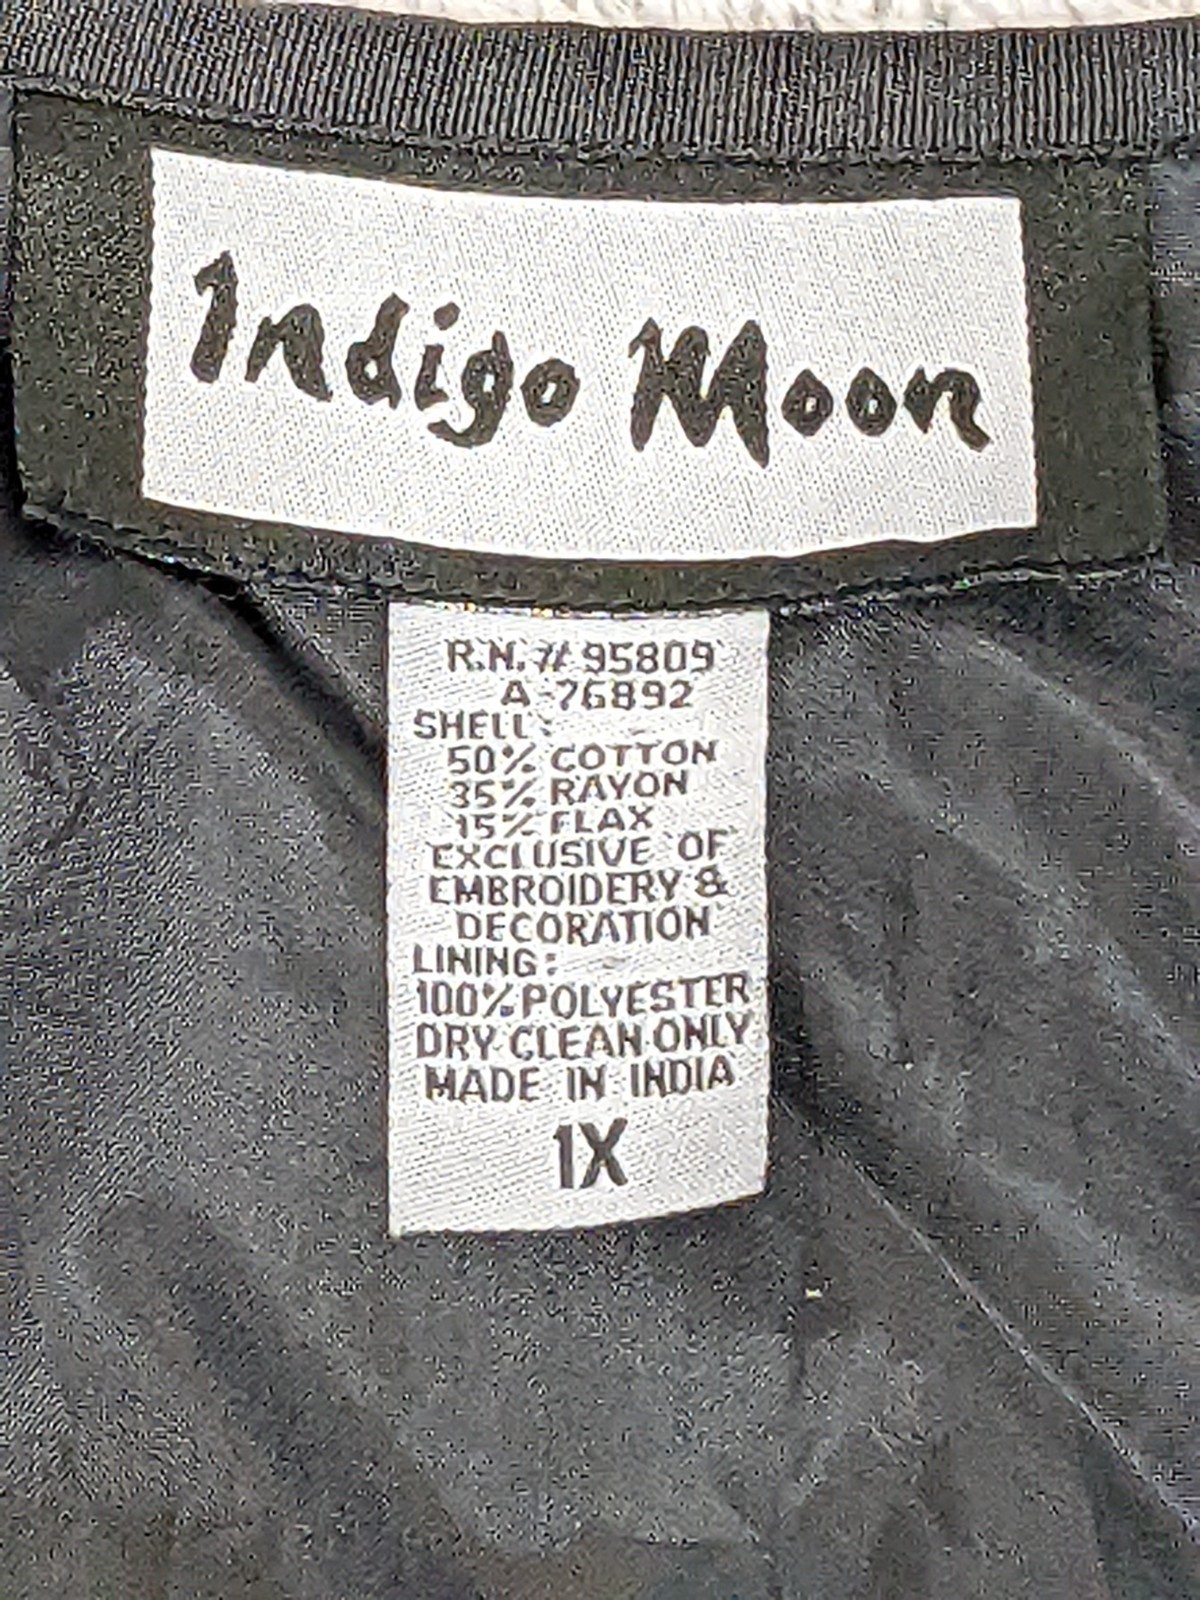 Indigo Moon
R.N. # 95809
A-76892
SHELL:
50% COTTON
35% RAYON
15% FLAX
EXCLUSIVE OF
EMBROIDERY &
DECORATION
LINING:
100% POLYESTER
DRY CLEAN ONLY
MADE IN INDIA
1X